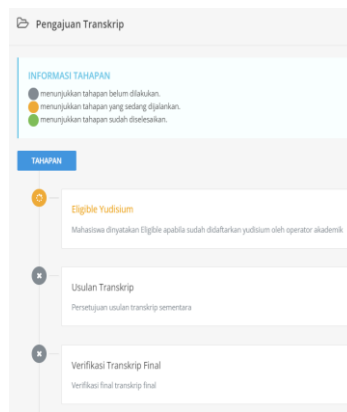 Pengajuan Transkrip
INFORMASI TAHAPAN
menunjukkan tahapan belum dilakukan.
menunjukkan tahapan yang sedang dijalankan.
menunjukkan tahapan sudah diselesaikan.
TAHAPAN
Eligible Yudisium
Mahasiswa dinyatakan Eligible apabila sudah didaftarkan yudisium oleh operator akademik
Usulan Transkrip
Persetujuan usulan transkrip sementara
Verifikasi Transkrip Final
Verifikasi final transkrip final